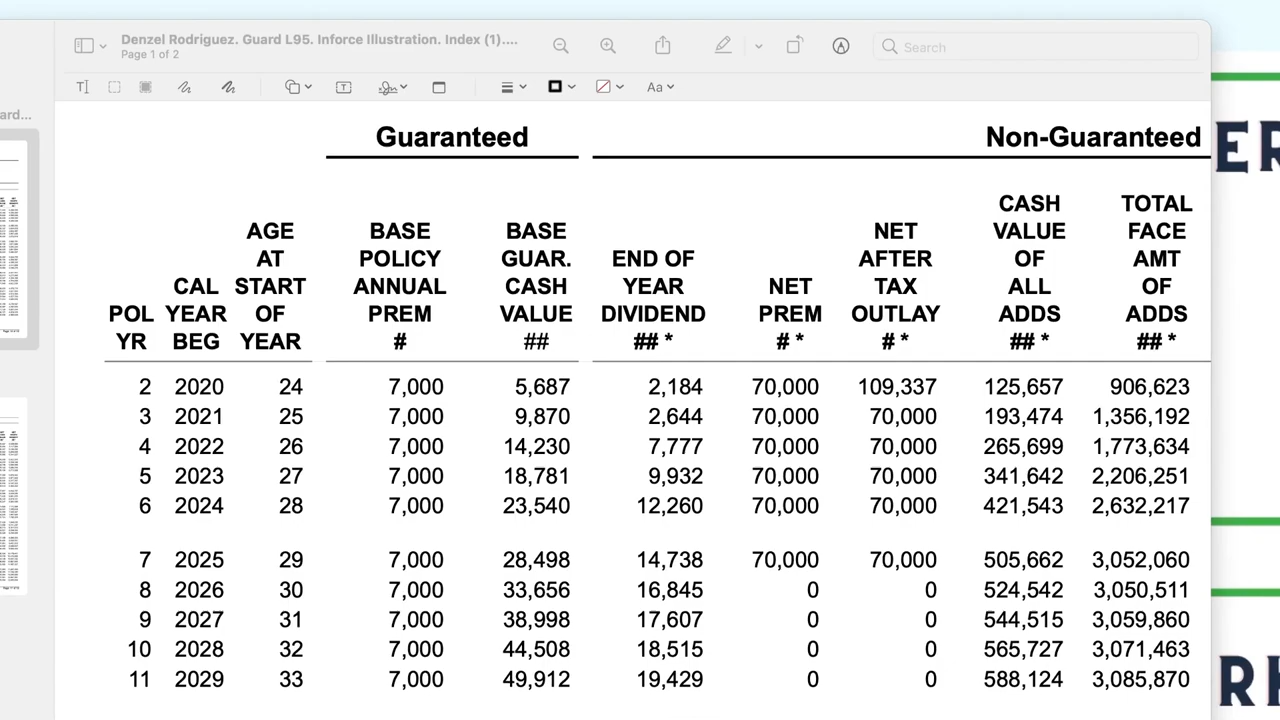 Denzel Rodriguez. Guard L95. Inforce Illustration. Index (1)....
Page 1 of 2
Search
Aa
ard...
Guaranteed Non-Guaranteed
CASH TOTAL
AGE BASE BASE NET VALUE FACE
AT POLICY GUAR. END OF AFTER OF AMT
CAL START ANNUAL CASH YEAR NET TAX ALL OF
POL YEAR OF PREM VALUE DIVIDEND PREM OUTLAY ADDS ADDS
YR BEG YEAR # ## ## * # * # * ## * ## *
2 2020 24 7,000 5,687 2,184 70,000 109,337 125,657 906,623
3 2021 25 7,000 9,870 2,644 70,000 70,000 193,474 1,356,192
4 2022 26 7,000 14,230 7,777 70,000 70,000 265,699 1,773,634
5 2023 27 7,000 18,781 9,932 70,000 70,000 341,642 2,206,251
6 2024 28 7,000 23,540 12,260 70,000 70,000 421,543 2,632,217
7 2025 29 7,000 28,498 14,738 70,000 70,000 505,662 3,052,060
8 2026 30 7,000 33,656 16,845 0 0 524,542 3,050,511
9 2027 31 7,000 38,998 17,607 0 0 544,515 3,059,860
10 2028 32 7,000 44,508 18,515 0 0 565,727 3,071,463
11 2029 33 7,000 49,912 19,429 0 0 588,124 3,085,870
ER